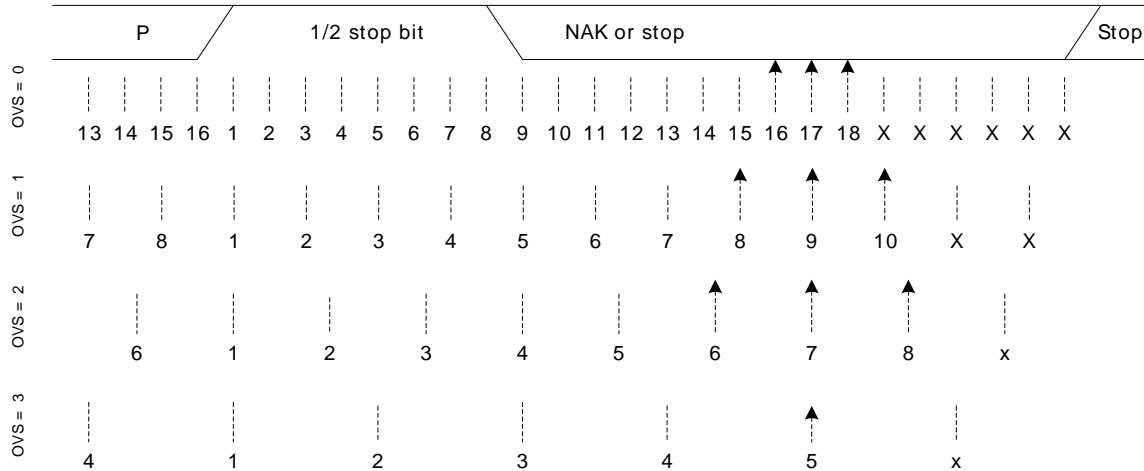 P 1/2 stop bit NAK or stop Stop
OVS = 0
13 14 15 16 1 2 3 4 5 6 7 8 9 10 11 12 13 14 15 16 17 18 X X X X X X
OVS = 1
7 8 1 2 3 4 5 6 7 8 9 10 X X
OVS = 2
6 1 2 3 4 5 6 7 8 x
OVS = 3
4 1 2 3 4 5 x